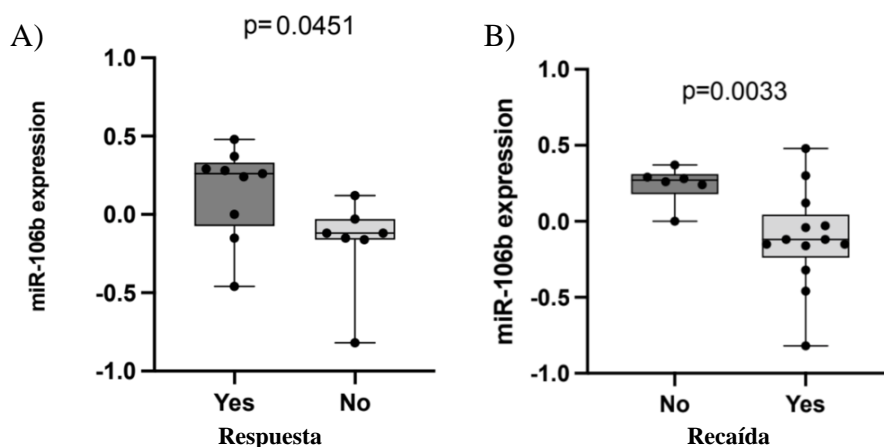 A)
p=0.0451
miR-106b expression
1.0
0.5
0.0
-0.5
-1.0
Yes
No
Respuesta
B)
p=0.0033
miR-106b expression
1.0
0.5
0.0
-0.5
-1.0
No
Yes
Recaída